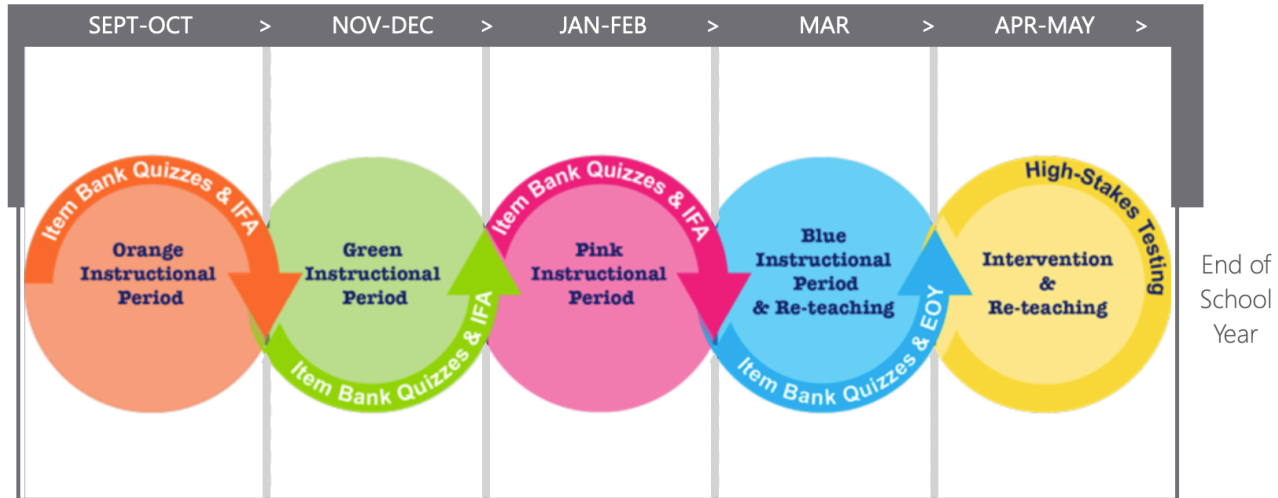 SEPT-OCT > NOV-DEC > JAN-FEB > MAR > APR-MAY >
Item Bank Quizzes & IFA
Orange
Instructional
Period
Green
Instructional
Period
Item Bank Quizzes & IFA
Item Bank Quizzes & IFA
Pink
Instructional
Period
Blue
Instructional
Period
& Re-teaching
Item Bank Quizzes & EOY
High-Stakes Testing
Intervention
&
Re-teaching
End of
School
Year